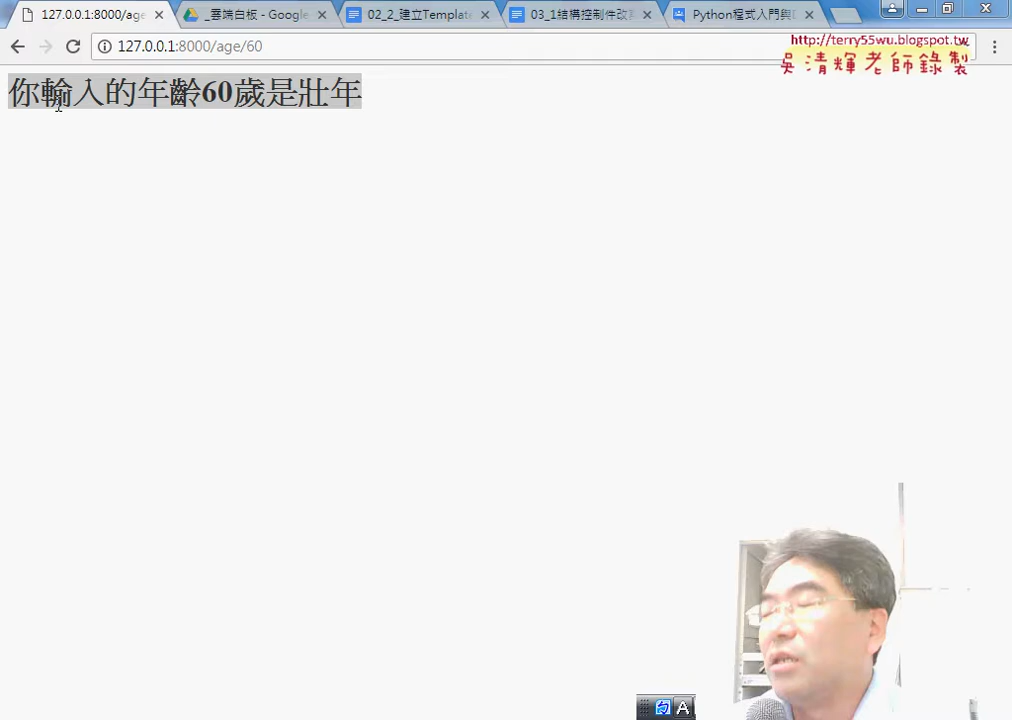 127.0.0.1:8000/age
_雲端白板 - Google
02_2_建立Template
03_1結構控制件改
Python程式入門與
127.0.0.1:8000/age/60
http://terry55wu.blogspot.tw
吳清輝老師錄製
你輸入的年齡60歲是壯年
A